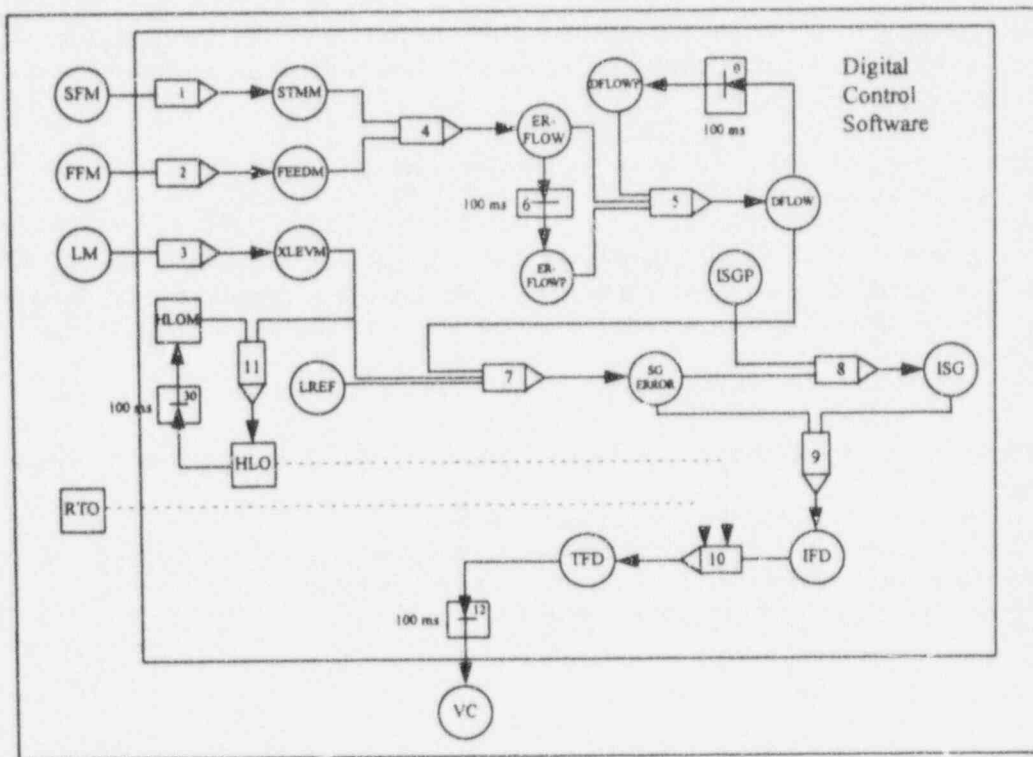 Digital
Control
Software
SFM
1
STMM
DFLOWP
100 ms
4
ER-
FLOW
FFM
2
FEEDM
100 ms
6
5
DFLOW
LM
3
XLEVM
ER-
FLOWP
ISGP
HLOM
11
LREF
7
SG
ERROR
8
ISG
100 ms
30
HLO
9
RTO
TFD
10
IFD
100 ms
12
VC